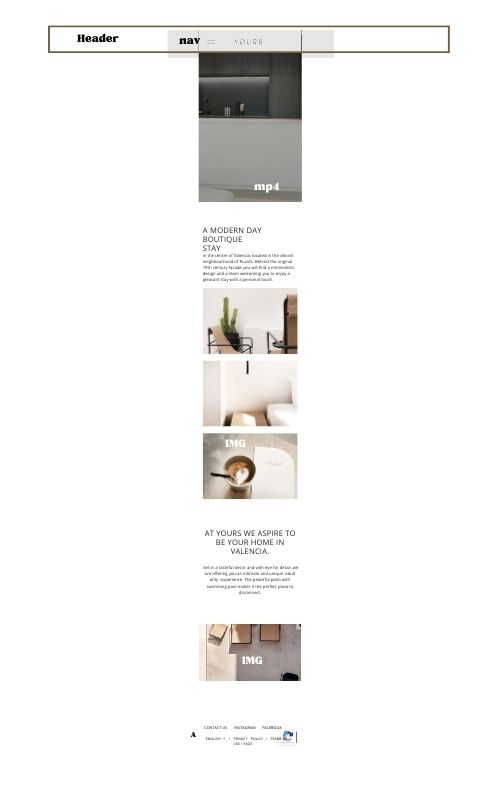 Header
nav
YOURS
mp4
A MODERN DAY
BOUTIQUE
STAY
in the centre of Valencia, located in the vibrant
neighbourhood of Ruzafa. Behind the original
19th century facade you will find a minimalistic
design and a team welcoming you to enjoy a
pleasant stay with a personal touch.
IMG
AT YOURS WE ASPIRE TO
BE YOUR HOME IN
VALENCIA.
Set in a tasteful decor and with eye for detail, we
are offering you an intimate and unique -adult
only- experience. The peaceful patio with
swimming pool makes it the perfect place to
disconnect.
IMG
CONTACT US INSTAGRAM FACEBOOK
A
ENGLISH / PRIVACY POLICY / TERMS OF
USE / FAQS